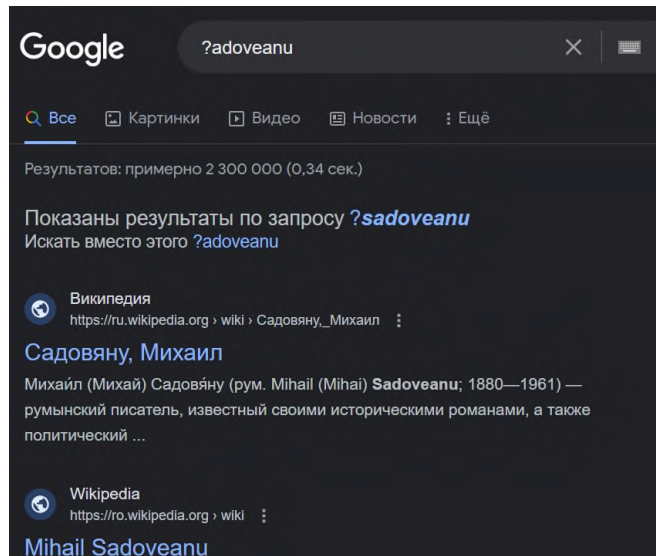 Google
?adoveanu
Все Картинки Видео Новости Ещё
Результатов: примерно 2 300 000 (0,34 сек.)
Показаны результаты по запросу ?sadoveanu
Искать вместо этого ?adoveanu
Википедия
https://ru.wikipedia.org › wiki › Садовяну,_Михаил
Садовяну, Михаил
Михаи́л (Михай) Садовя́ну (рум. Mihail (Mihai) Sadoveanu; 1880—1961) —
румынский писатель, известный своими историческими романами, а также
политический ...
Wikipedia
https://ro.wikipedia.org › wiki
Mihail Sadoveanu